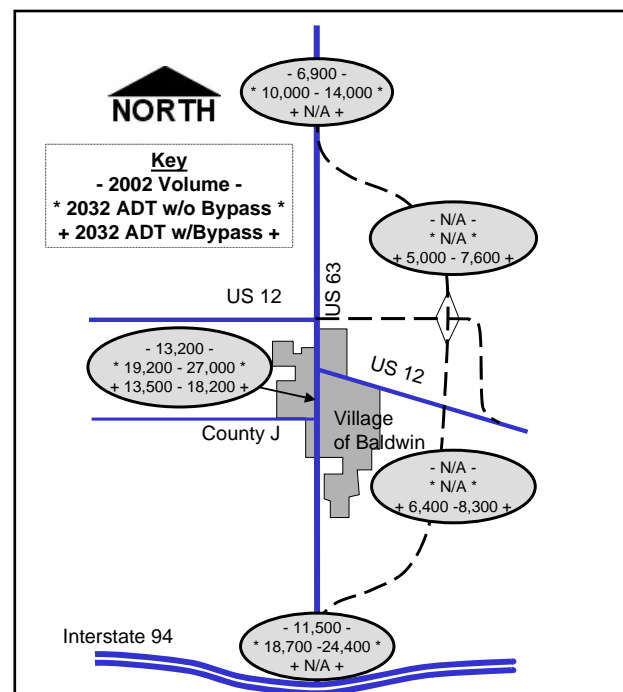 - 6,900 -
* 10,000 - 14,000 *
+ N/A +
NORTH
Key
- 2002 Volume -
* 2032 ADT w/o Bypass *
+ 2032 ADT w/Bypass +
- N/A -
* N/A *
+ 5,000 - 7,600 +
US 63
US 12
- 13,200 -
* 19,200 - 27,000 *
+ 13,500 - 18,200 +
US 12
County J
Village
of Baldwin
- N/A -
* N/A *
+ 6,400 -8,300 +
Interstate 94
- 11,500 -
* 18,700 -24,400 *
+ N/A +